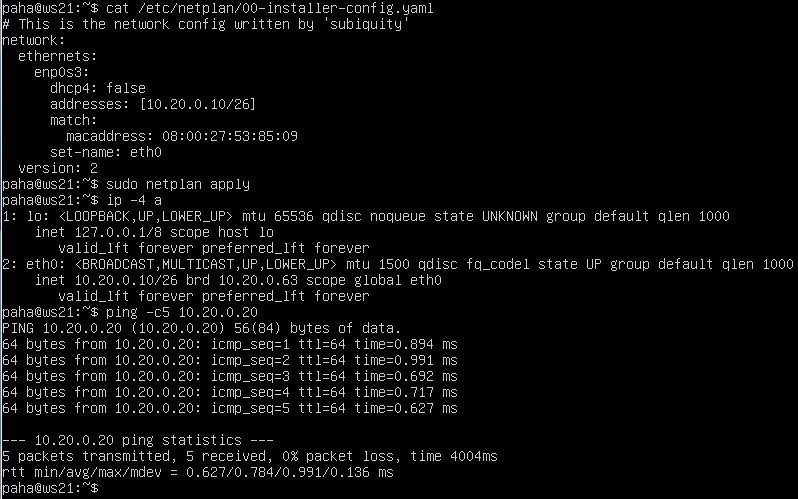 paha@ws21:~$ cat /etc/netplan/00-installer-config.yaml
# This is the network config written by 'subiquity'
network:
  ethernets:
    enp0s3:
      dhcp4: false
      addresses: [10.20.0.10/26]
      match:
        macaddress: 08:00:27:53:85:09
      set-name: eth0
  version: 2
paha@ws21:~$ sudo netplan apply
paha@ws21:~$ ip -4 a
1: lo: <LOOPBACK,UP,LOWER_UP> mtu 65536 qdisc noqueue state UNKNOWN group default qlen 1000
    inet 127.0.0.1/8 scope host lo
       valid_lft forever preferred_lft forever
2: eth0: <BROADCAST,MULTICAST,UP,LOWER_UP> mtu 1500 qdisc fq_codel state UP group default qlen 1000
    inet 10.20.0.10/26 brd 10.20.0.63 scope global eth0
       valid_lft forever preferred_lft forever
paha@ws21:~$ ping -c5 10.20.0.20
PING 10.20.0.20 (10.20.0.20) 56(84) bytes of data.
64 bytes from 10.20.0.20: icmp_seq=1 ttl=64 time=0.894 ms
64 bytes from 10.20.0.20: icmp_seq=2 ttl=64 time=0.991 ms
64 bytes from 10.20.0.20: icmp_seq=3 ttl=64 time=0.692 ms
64 bytes from 10.20.0.20: icmp_seq=4 ttl=64 time=0.717 ms
64 bytes from 10.20.0.20: icmp_seq=5 ttl=64 time=0.627 ms

--- 10.20.0.20 ping statistics ---
5 packets transmitted, 5 received, 0% packet loss, time 4004ms
rtt min/avg/max/mdev = 0.627/0.784/0.991/0.136 ms
paha@ws21:~$